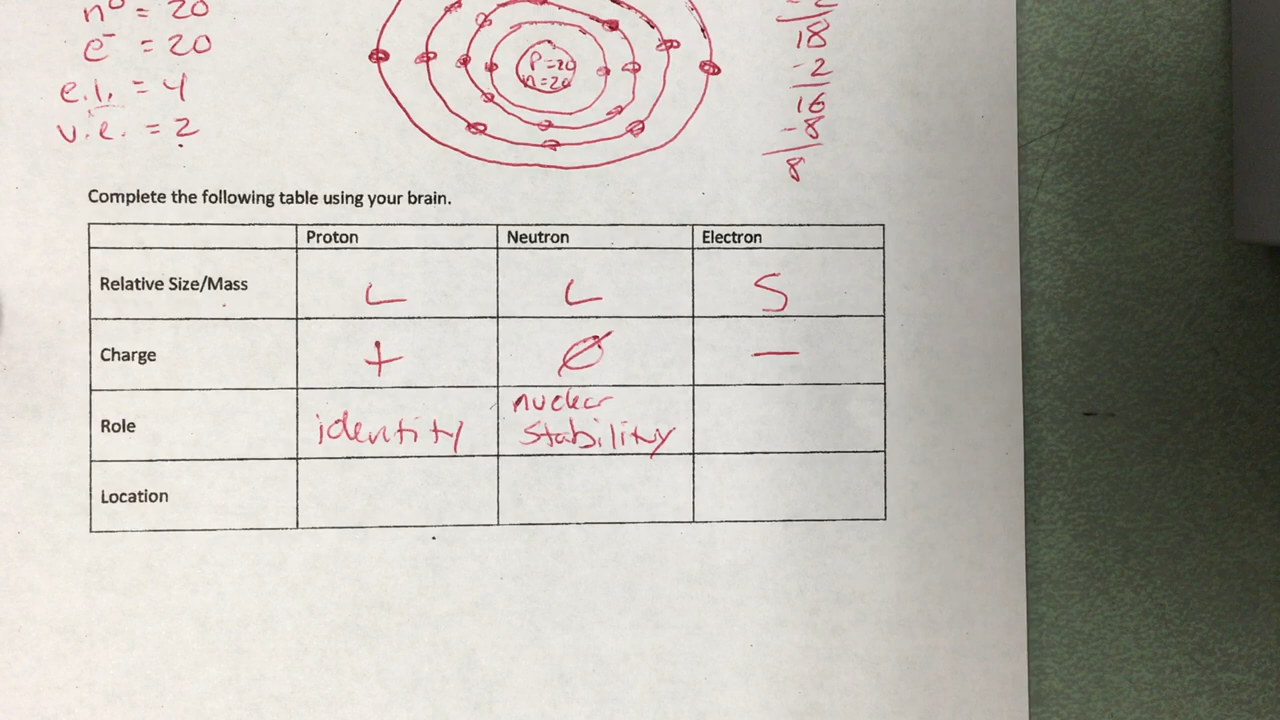 n⁰ = 20
e⁻ = 20
e.l. = 4
v.e. = 2
P=20
n=20
18
-2
16
-8
8
Complete the following table using your brain.
Proton Neutron Electron
Relative Size/Mass L L S
Charge + Ø —
Role identity nuclear stability
Location